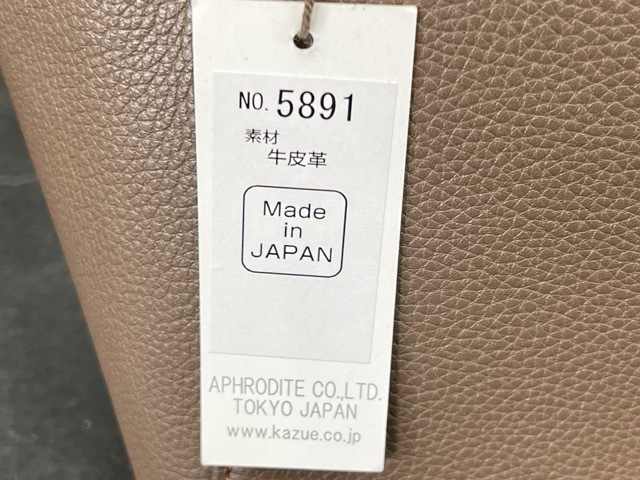 NO. 5891
素材
牛皮革
Made
in
JAPAN
APHRODITE CO.,LTD.
TOKYO JAPAN
www.kazue.co.jp